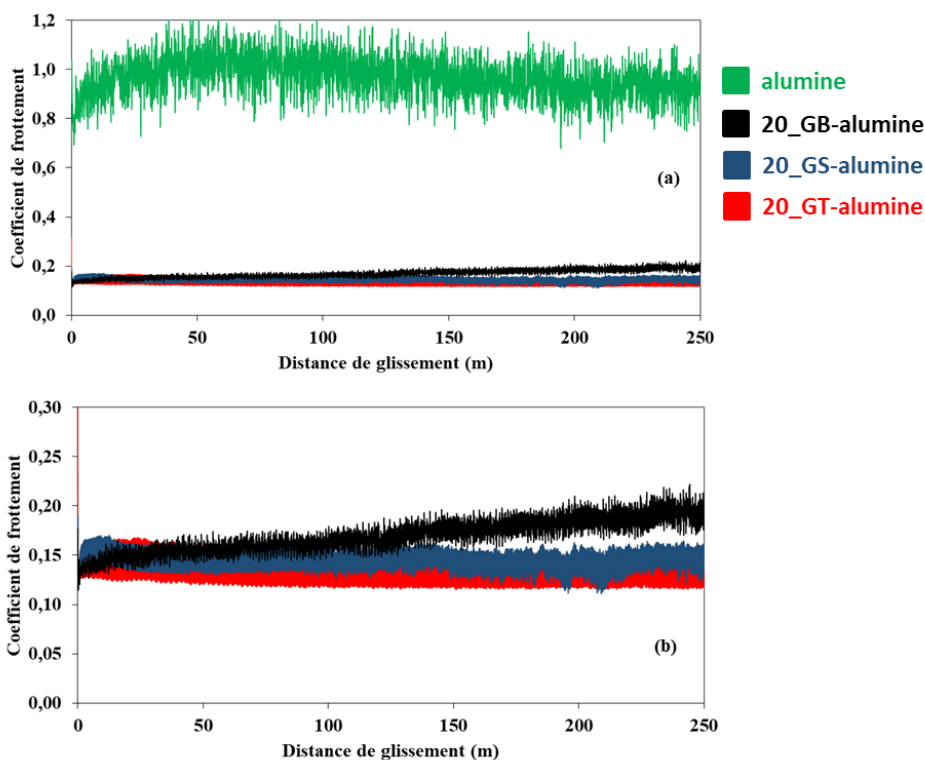 1,2
1,0
0,8
0,6
0,4
0,2
0,0
Coefficient de frottement
(a)
0
50
100
150
200
250
Distance de glissement (m)
alumine
20_GB-alumine
20_GS-alumine
20_GT-alumine
0,30
0,25
0,20
0,15
0,10
0,05
0,00
Coefficient de frottement
(b)
0
50
100
150
200
250
Distance de glissement (m)